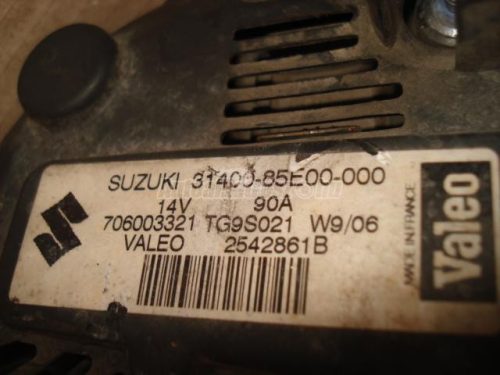 SUZUKI 31400-85E00-000
14V 90A
706003321 TG9S021 W9/06
VALEO 2542861B
MADE IN FRANCE
Valeo